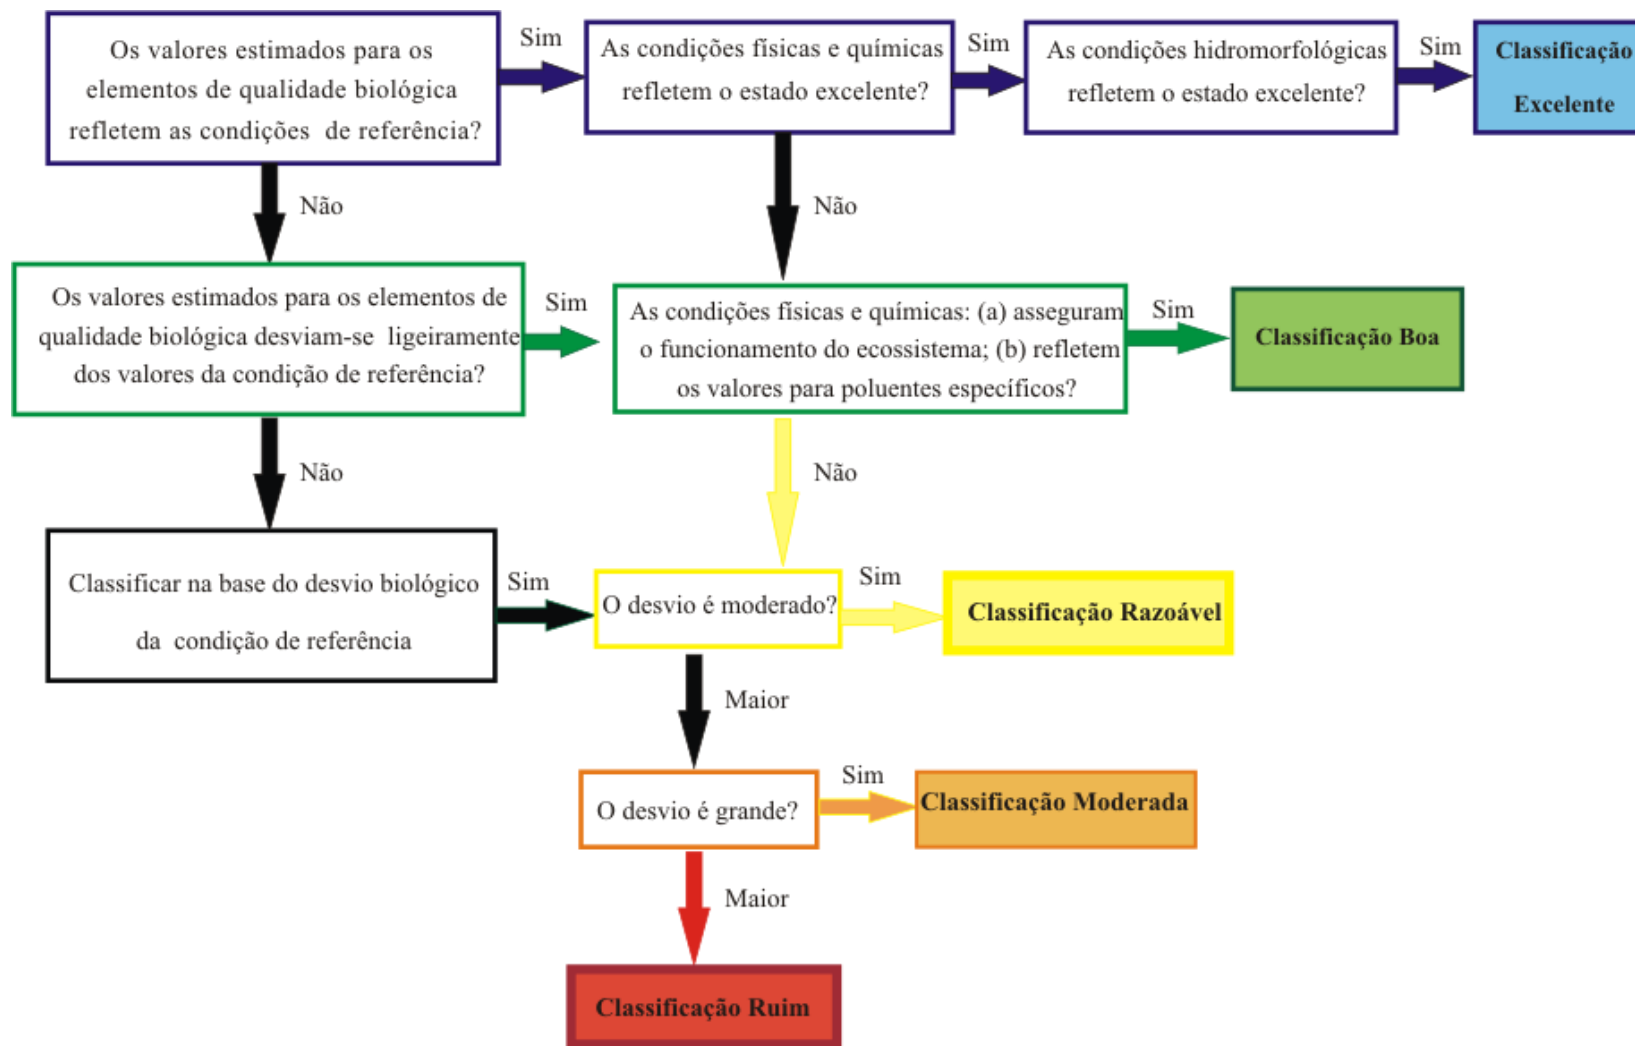 Os valores estimados para os
elementos de qualidade biológica
refletem as condições de referência?
Sim
As condições físicas e químicas
refletem o estado excelente?
Sim
As condições hidromorfológicas
refletem o estado excelente?
Sim
Classificação
Excelente
Não
Não
Os valores estimados para os elementos de
qualidade biológica desviam-se ligeiramente
dos valores da condição de referência?
Sim
As condições físicas e químicas: (a) asseguram
o funcionamento do ecossistema; (b) refletem
os valores para poluentes específicos?
Sim
Classificação Boa
Não
Não
Classificar na base do desvio biológico
da condição de referência
Sim
O desvio é moderado?
Sim
Classificação Razoável
Maior
O desvio é grande?
Sim
Classificação Moderada
Maior
Classificação Ruim